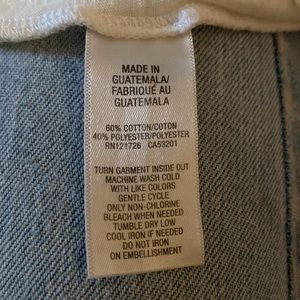 MADE IN
GUATEMALA/
FABRIQUÉ AU
GUATEMALA
60% COTTON/COTON
40% POLYESTER/POLYESTER
RN121726 CA53201
TURN GARMENT INSIDE OUT
MACHINE WASH COLD
WITH LIKE COLORS
GENTLE CYCLE
ONLY NON-CHLORINE
BLEACH WHEN NEEDED
TUMBLE DRY LOW
COOL IRON IF NEEDED
DO NOT IRON
ON EMBELLISHMENT